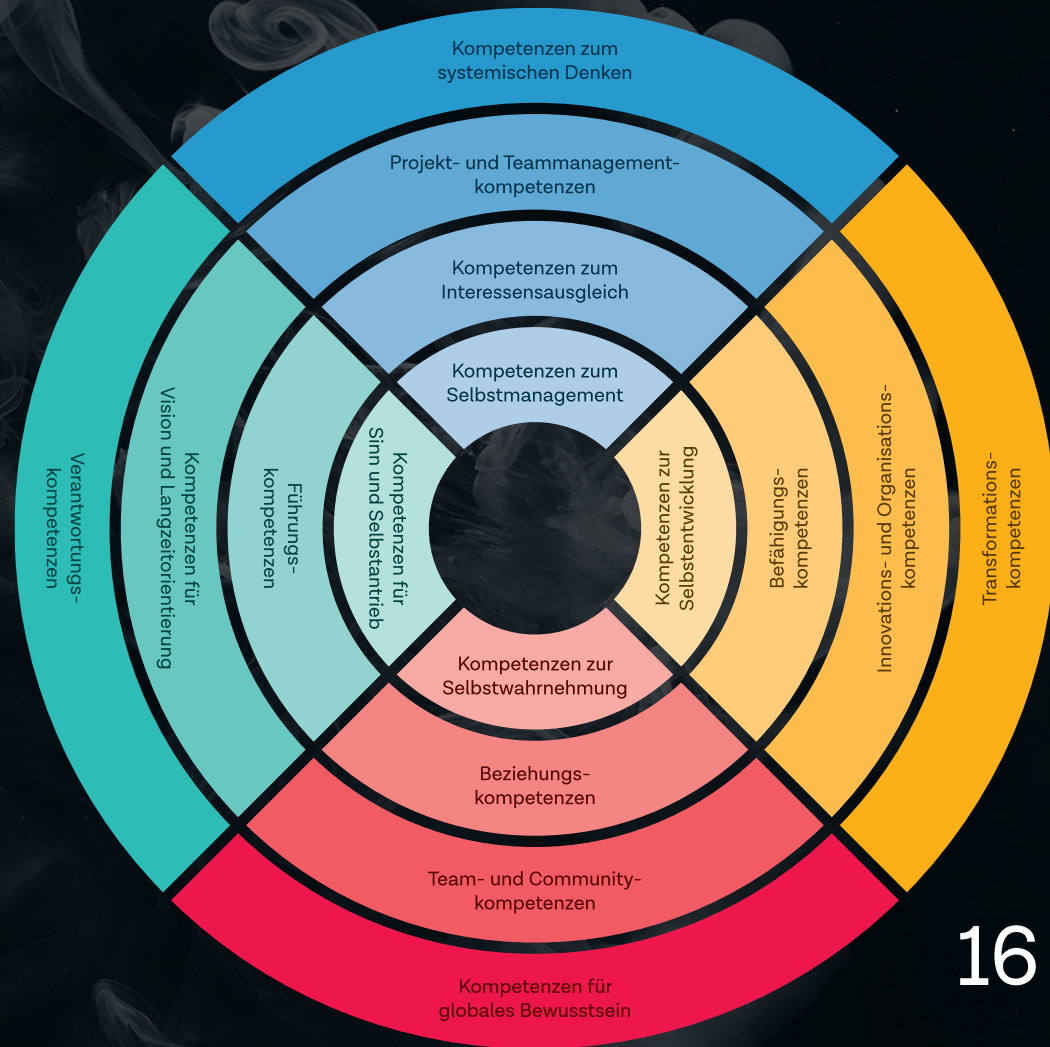 Kompetenzen zum
systemischen Denken
Projekt- und Teammanagement-
kompetenzen
Kompetenzen zum
Interessensausgleich
Kompetenzen zum
Selbstmanagement
Verantwortungs-
kompetenzen
Kompetenzen für
Vision und Langzeitorientierung
Führungs-
kompetenzen
Kompetenzen für
Sinn und Selbstantrieb
Kompetenzen zur
Selbstentwicklung
Befähigungs-
kompetenzen
Innovations- und Organisations-
kompetenzen
Transformations-
kompetenzen
Kompetenzen zur
Selbstwahrnehmung
Beziehungs-
kompetenzen
Team- und Community-
kompetenzen
Kompetenzen für
globales Bewusstsein
16